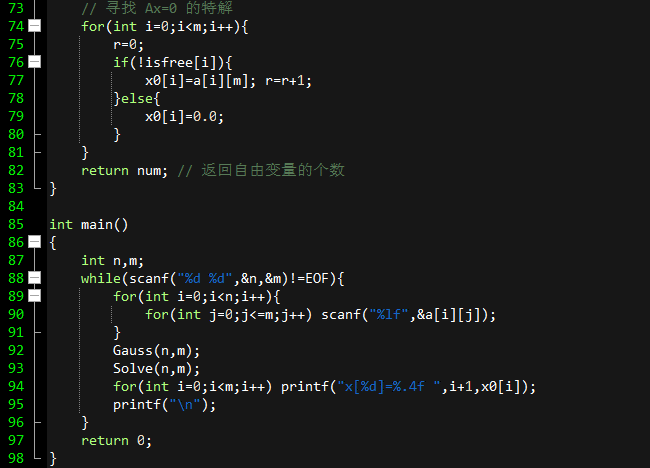 73 // 寻找 Ax=0 的特解
74 for(int i=0;i<m;i++){
75 r=0;
76 if(!isfree[i]){
77 x0[i]=a[i][m]; r=r+1;
78 }else{
79 x0[i]=0.0;
80 }
81 }
82 return num; // 返回自由变量的个数
83 }
84
85 int main()
86 {
87 int n,m;
88 while(scanf("%d %d",&n,&m)!=EOF){
89 for(int i=0;i<n;i++){
90 for(int j=0;j<=m;j++) scanf("%lf",&a[i][j]);
91 }
92 Gauss(n,m);
93 Solve(n,m);
94 for(int i=0;i<m;i++) printf("x[%d]=%.4f ",i+1,x0[i]);
95 printf("\n");
96 }
97 return 0;
98 }